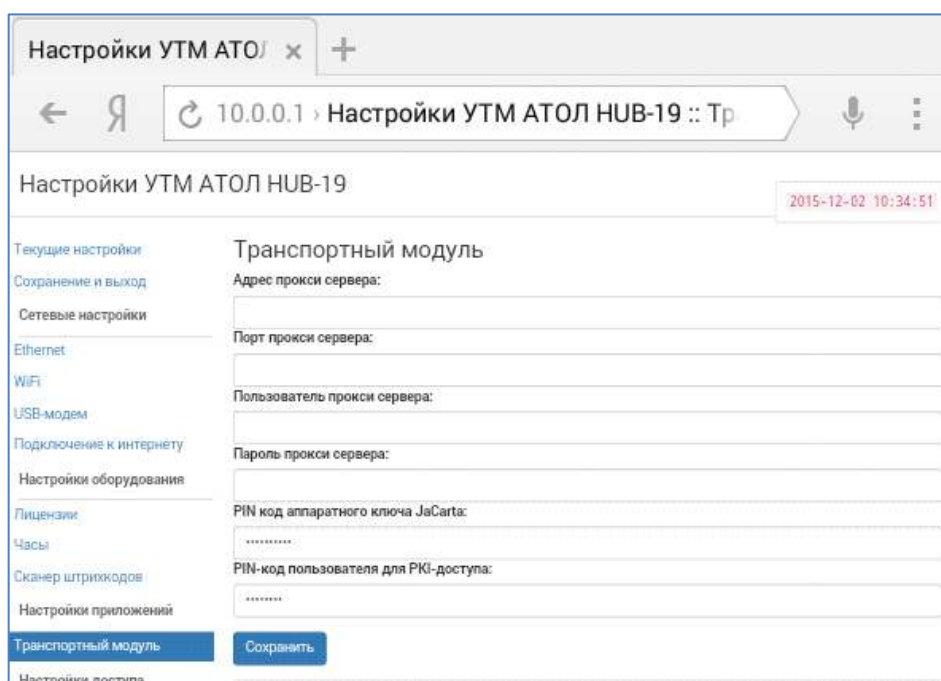 Настройки УТМ АТОЛ
10.0.0.1 › Настройки УТМ АТОЛ HUB-19 :: Тр
Настройки УТМ АТОЛ HUB-19
2015-12-02 10:34:51
Текущие настройки
Сохранение и выход
Сетевые настройки
Ethernet
WiFi
USB-модем
Подключение к интернету
Настройки оборудования
Лицензии
Часы
Сканер штрихкодов
Настройки приложений
Транспортный модуль
Настройки доступа
Транспортный модуль
Адрес прокси сервера:
Порт прокси сервера:
Пользователь прокси сервера:
Пароль прокси сервера:
PIN код аппаратного ключа JaCarta:
••••••••••
PIN-код пользователя для PKI-доступа:
••••••••
Сохранить